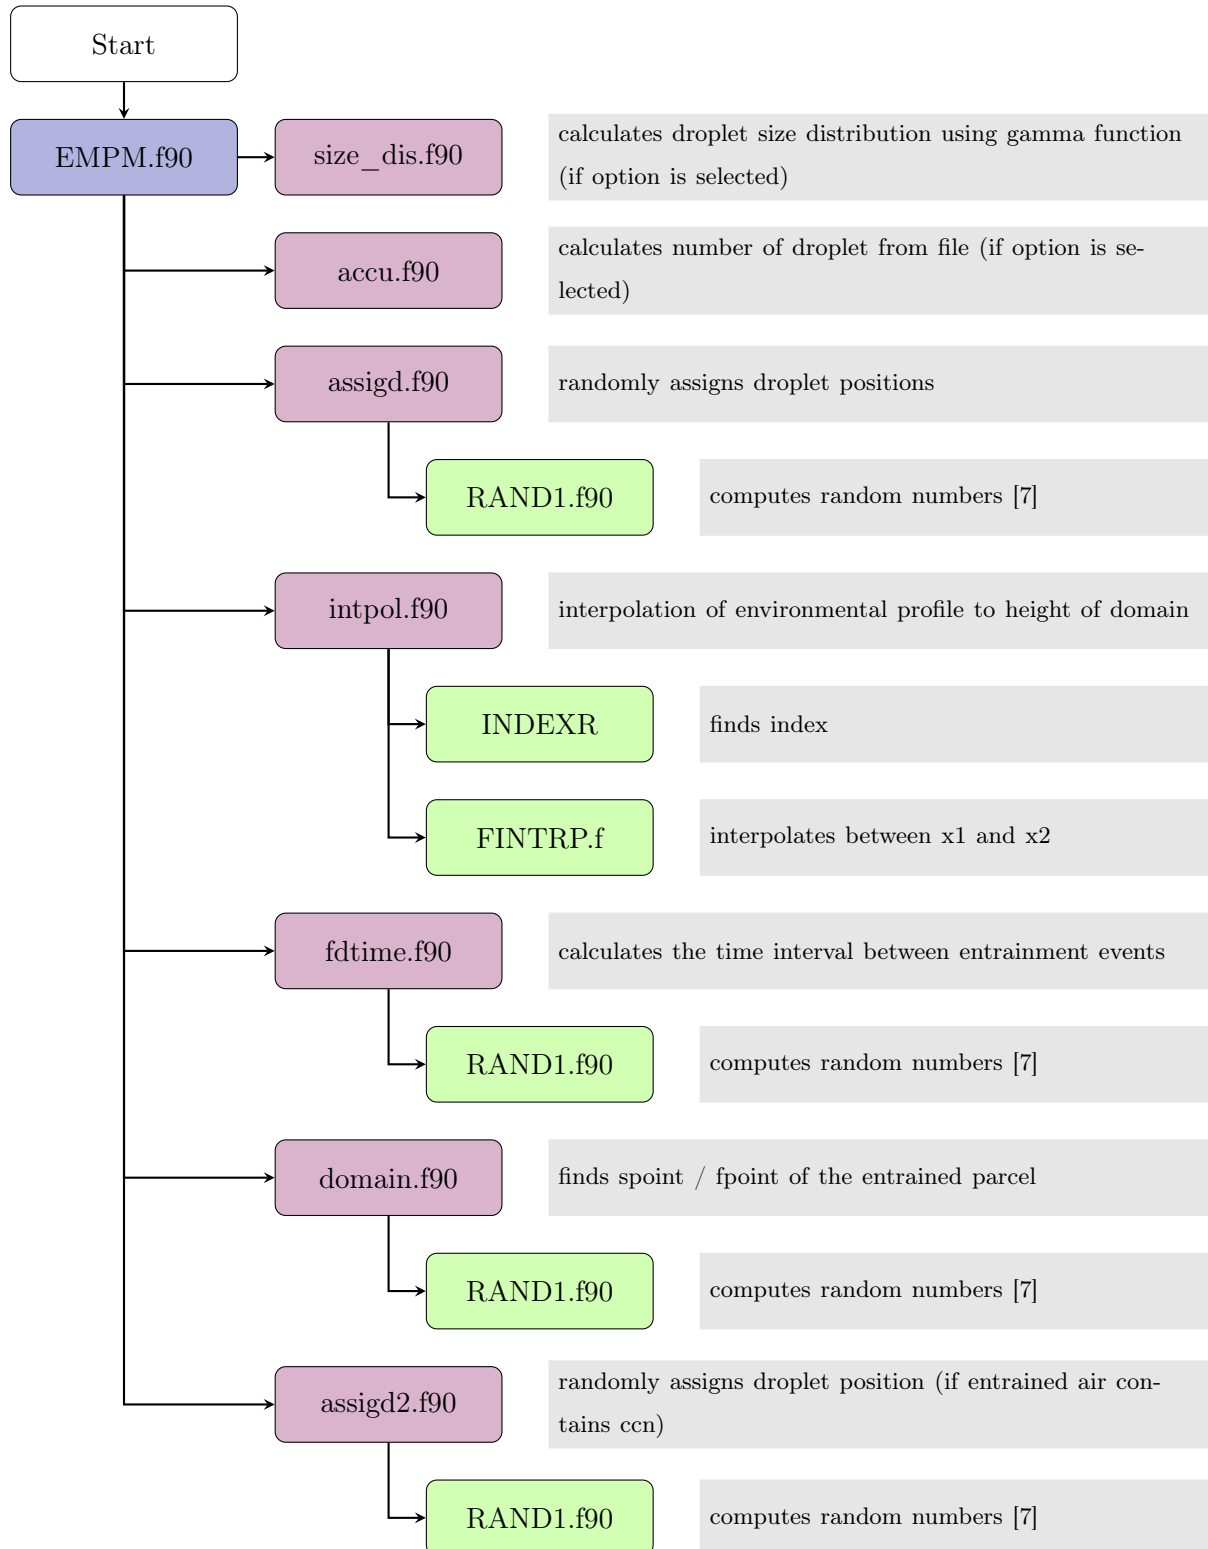 Start
EMPM.f90
size_dis.f90
calculates droplet size distribution using gamma function
(if option is selected)
accu.f90
calculates number of droplet from file (if option is se-
lected)
assigd.f90
randomly assigns droplet positions
RAND1.f90
computes random numbers [7]
intpol.f90
interpolation of environmental profile to height of domain
INDEXR
finds index
FINTRP.f
interpolates between x1 and x2
fdtime.f90
calculates the time interval between entrainment events
RAND1.f90
computes random numbers [7]
domain.f90
finds spoint / fpoint of the entrained parcel
RAND1.f90
computes random numbers [7]
assigd2.f90
randomly assigns droplet position (if entrained air con-
tains ccn)
RAND1.f90
computes random numbers [7]